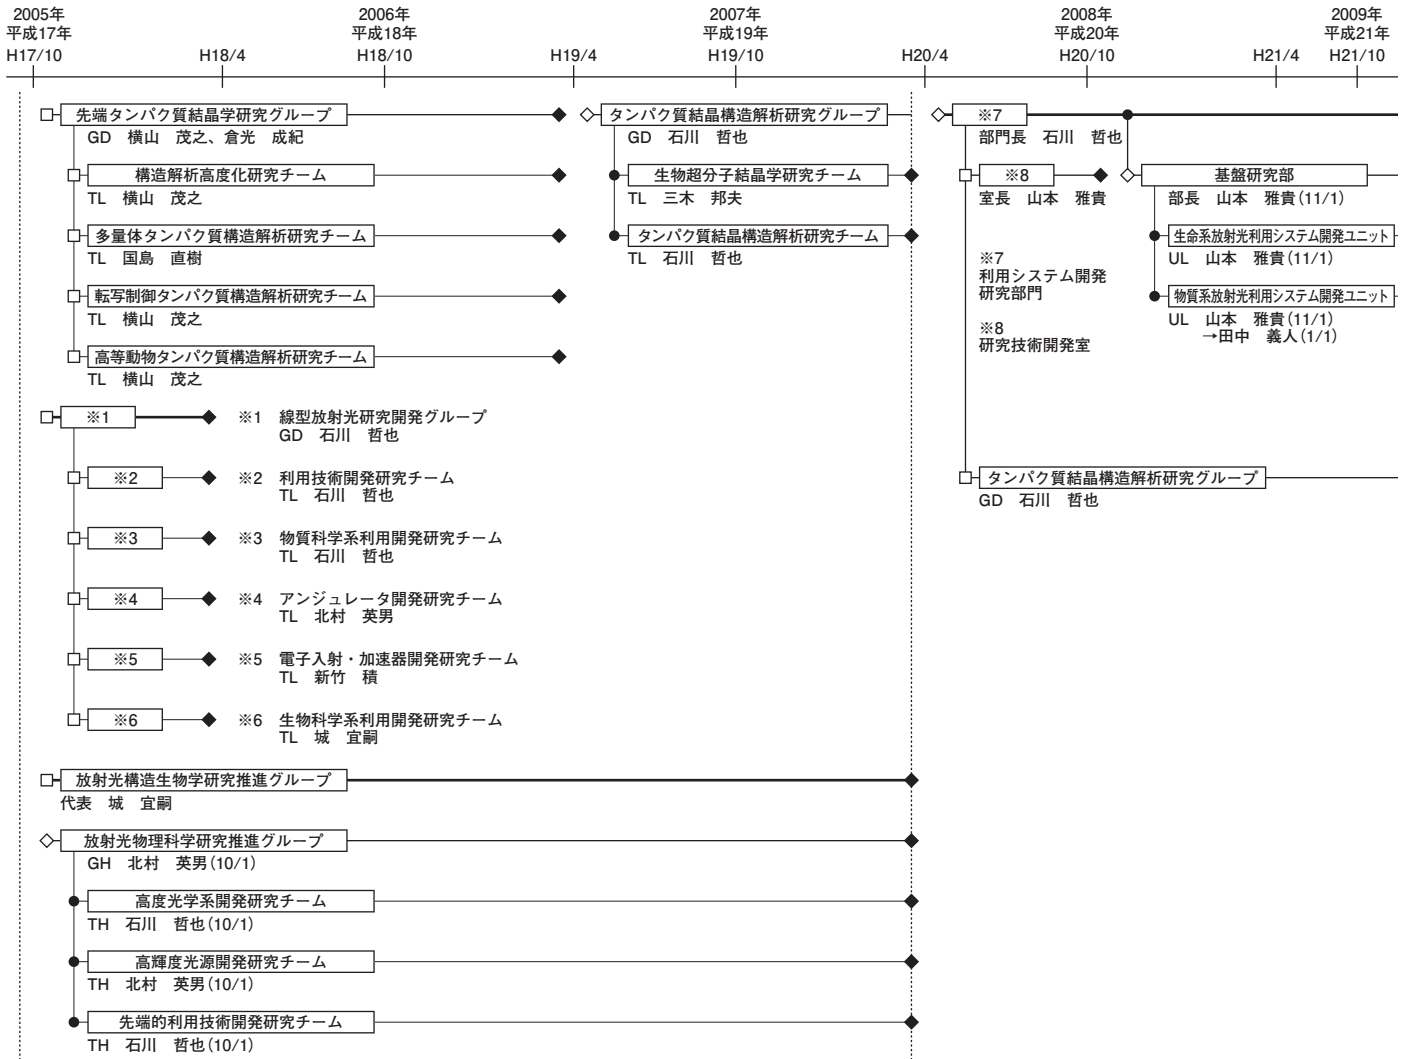 2005年
平成17年
H17/10
H18/4
2006年
平成18年
H18/10
H19/4
2007年
平成19年
H19/10
H20/4
2008年
平成20年
H20/10
H21/4
2009年
平成21年
H21/10
先端タンパク質結晶学研究グループ
GD 横山 茂之、倉光 成紀
構造解析高度化研究チーム
TL 横山 茂之
多量体タンパク質構造解析研究チーム
TL 国島 直樹
転写制御タンパク質構造解析研究チーム
TL 横山 茂之
高等動物タンパク質構造解析研究チーム
TL 横山 茂之
タンパク質結晶構造解析研究グループ
GD 石川 哲也
生物超分子結晶学研究チーム
TL 三木 邦夫
タンパク質結晶構造解析研究チーム
TL 石川 哲也
※7
部門長 石川 哲也
※8
室長 山本 雅貴
※7
利用システム開発
研究部門
※8
研究技術開発室
基盤研究部
部長 山本 雅貴(11/1)
生命系放射光利用システム開発ユニット
UL 山本 雅貴(11/1)
物質系放射光利用システム開発ユニット
UL 山本 雅貴(11/1)
→田中 義人(1/1)
タンパク質結晶構造解析研究グループ
GD 石川 哲也
※1
※1 線型放射光研究開発グループ
GD 石川 哲也
※2
※2 利用技術開発研究チーム
TL 石川 哲也
※3
※3 物質科学系利用開発研究チーム
TL 石川 哲也
※4
※4 アンジュレータ開発研究チーム
TL 北村 英男
※5
※5 電子入射・加速器開発研究チーム
TL 新竹 積
※6
※6 生物科学系利用開発研究チーム
TL 城 宜嗣
放射光構造生物学研究推進グループ
代表 城 宜嗣
放射光物理科学研究推進グループ
GH 北村 英男(10/1)
高度光学系開発研究チーム
TH 石川 哲也(10/1)
高輝度光源開発研究チーム
TH 北村 英男(10/1)
先端的利用技術開発研究チーム
TH 石川 哲也(10/1)